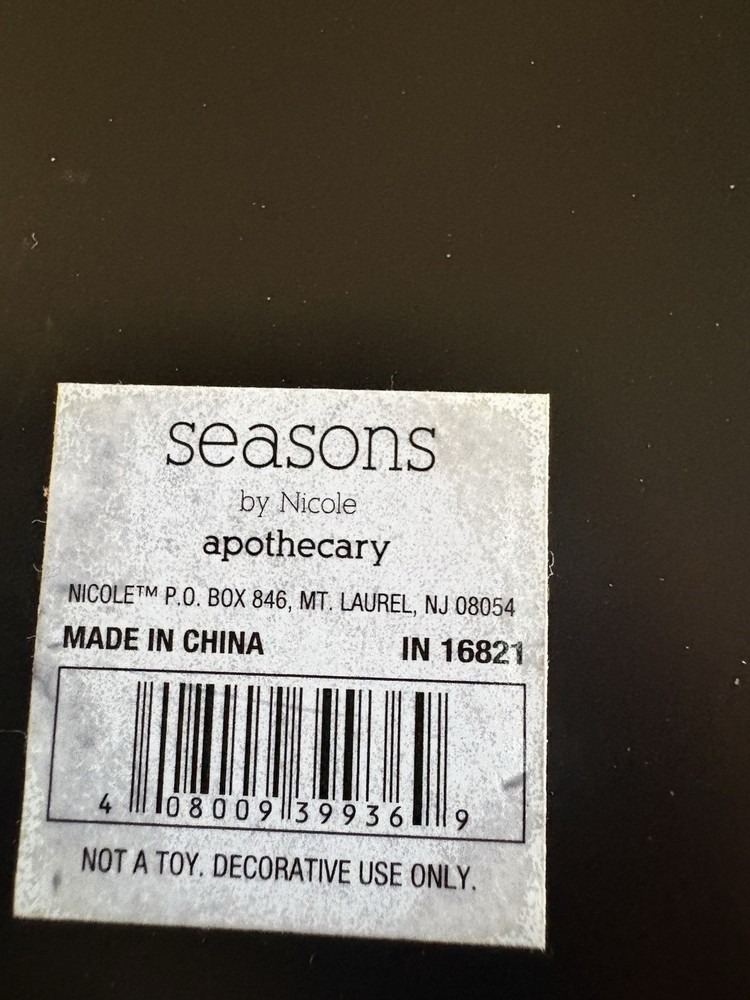 seasons
by Nicole
apothecary
NICOLE™ P.O. BOX 846, MT. LAUREL, NJ 08054
MADE IN CHINA IN 16821
4 08009 39936 9
NOT A TOY. DECORATIVE USE ONLY.